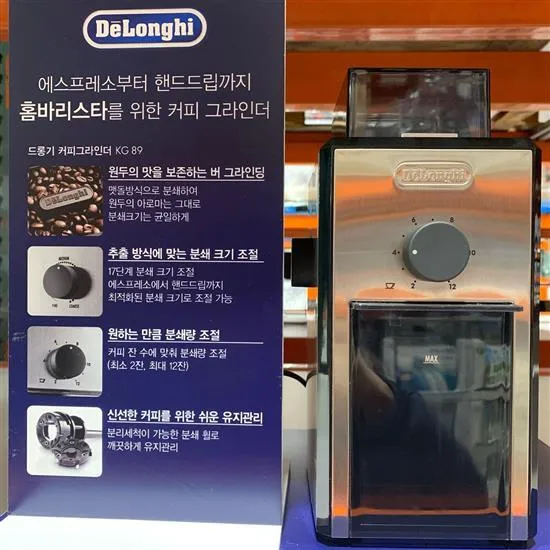 DeLonghi
에스프레소부터 핸드드립까지
홈바리스타를 위한 커피 그라인더
드롱기 커피그라인더 KG 89
원두의 맛을 보존하는 버 그라인딩
맷돌방식으로 분쇄하여
원두의 아로마는 그대로
분쇄크기는 균일하게
추출 방식에 맞는 분쇄 크기 조절
17단계 분쇄 크기 조절
에스프레소에서 핸드드립까지
최적화된 분쇄 크기로 조절 가능
원하는 만큼 분쇄량 조절
커피 잔 수에 맞춰 분쇄량 조절
(최소 2잔, 최대 12잔)
신선한 커피를 위한 쉬운 유지관리
분리세척이 가능한 분쇄 휠로
깨끗하게 유지관리
DeLonghi
6 8
4 10
2 12
MAX